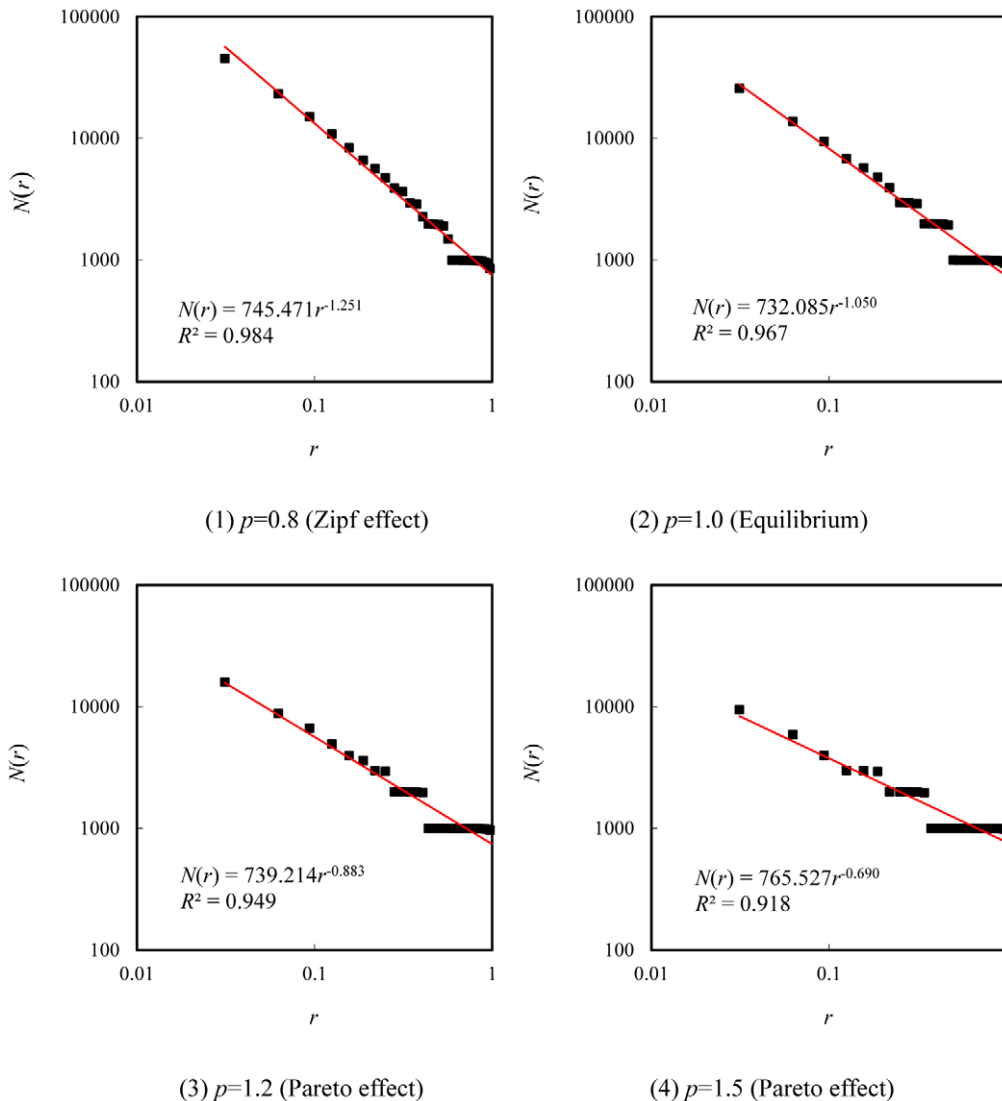 100000
10000
N(r)
1000
N(r) = 745.471r^-1.251
R² = 0.984
100
0.01
0.1
1
r
(1) p=0.8 (Zipf effect)
100000
10000
N(r)
1000
N(r) = 732.085r^-1.050
R² = 0.967
100
0.01
0.1
r
(2) p=1.0 (Equilibrium)
100000
10000
N(r)
1000
N(r) = 739.214r^-0.883
R² = 0.949
100
0.01
0.1
1
r
(3) p=1.2 (Pareto effect)
100000
10000
N(r)
1000
N(r) = 765.527r^-0.690
R² = 0.918
100
0.01
0.1
r
(4) p=1.5 (Pareto effect)